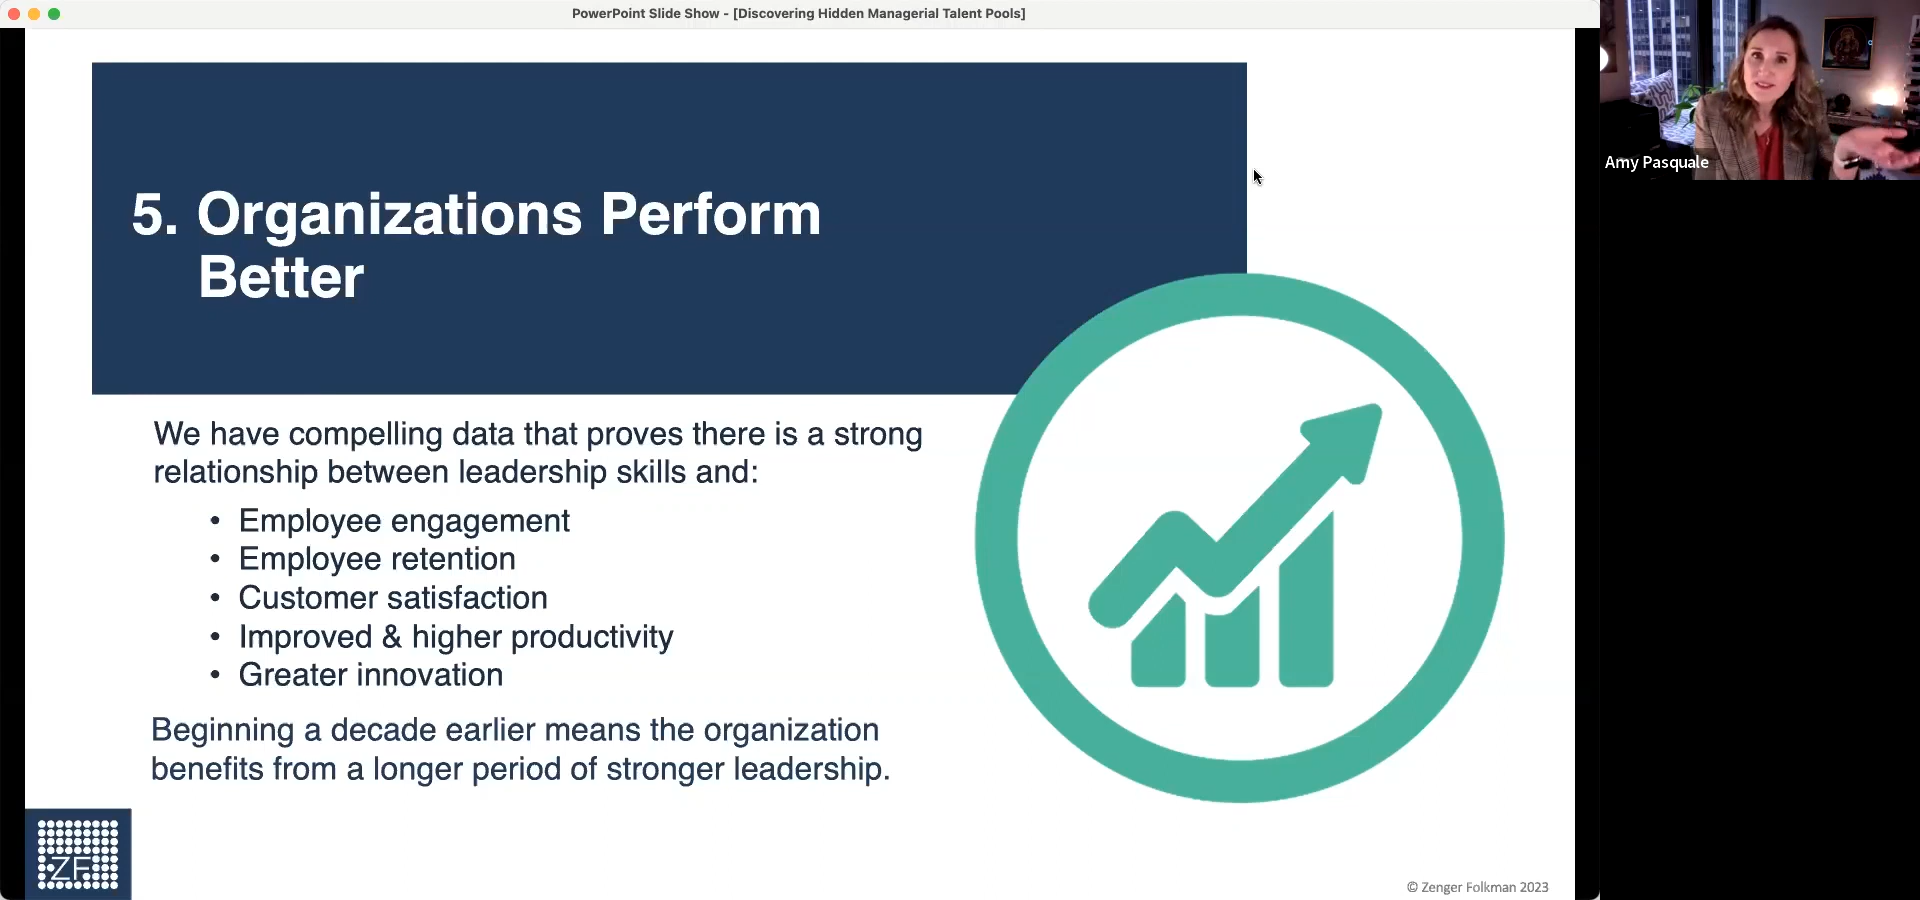 PowerPoint Slide Show - [Discovering Hidden Managerial Talent Pools]
5. Organizations Perform
Better
We have compelling data that proves there is a strong
relationship between leadership skills and:
• Employee engagement
• Employee retention
• Customer satisfaction
• Improved & higher productivity
• Greater innovation
Beginning a decade earlier means the organization
benefits from a longer period of stronger leadership.
ZF
© Zenger Folkman 2023
Amy Pasquale